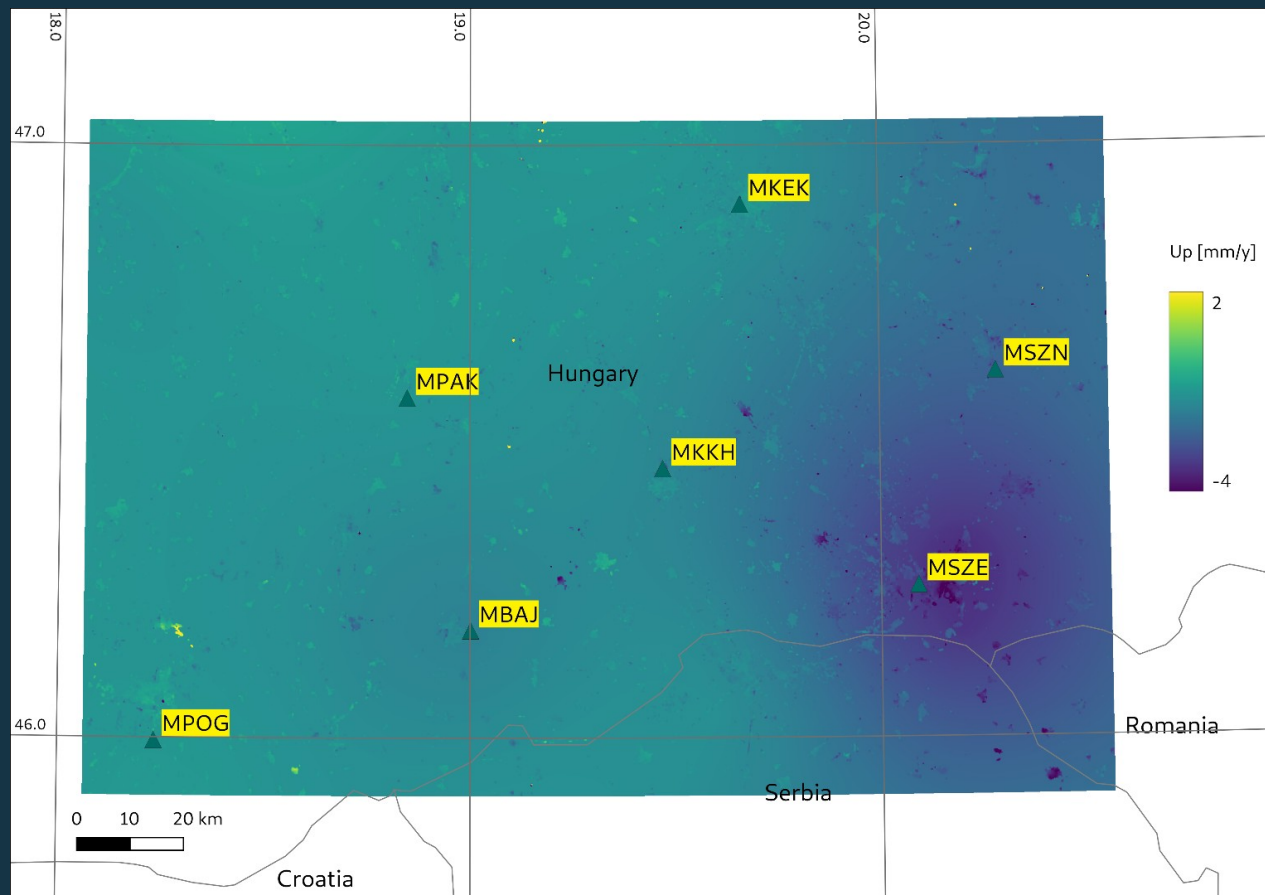 18.0
19.0
20.0
47.0
MKEK
Up [mm/y]
2
MSZN
Hungary
MPAK
MKKH
-4
MSZE
MBAJ
MPOG
46.0
Romania
Serbia
0 10 20 km
Croatia